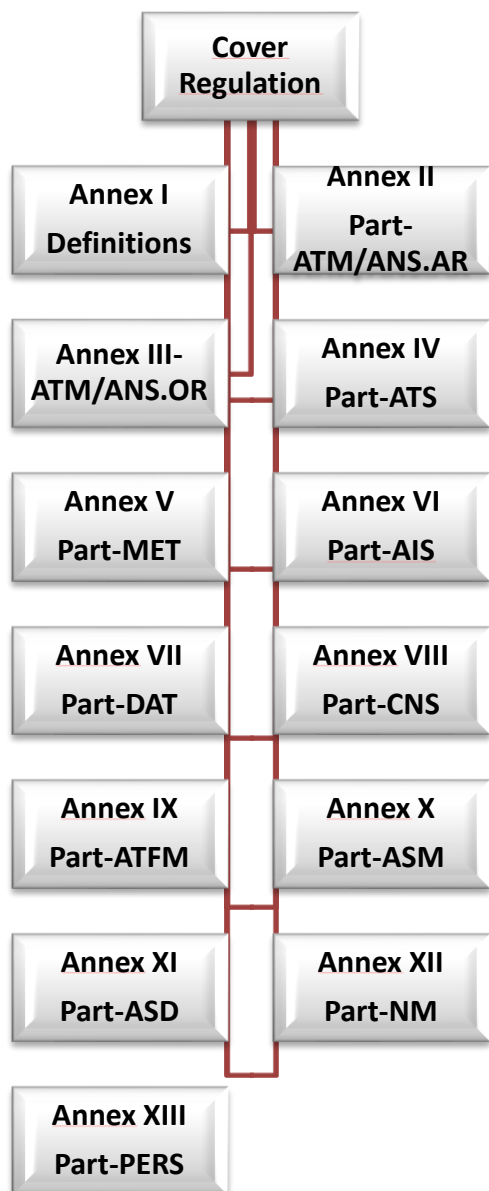 Cover
Regulation
Annex I
Definitions
Annex II
Part-
ATM/ANS.AR
Annex III-
ATM/ANS.OR
Annex IV
Part-ATS
Annex V
Part-MET
Annex VI
Part-AIS
Annex VII
Part-DAT
Annex VIII
Part-CNS
Annex IX
Part-ATFM
Annex X
Part-ASM
Annex XI
Part-ASD
Annex XII
Part-NM
Annex XIII
Part-PERS